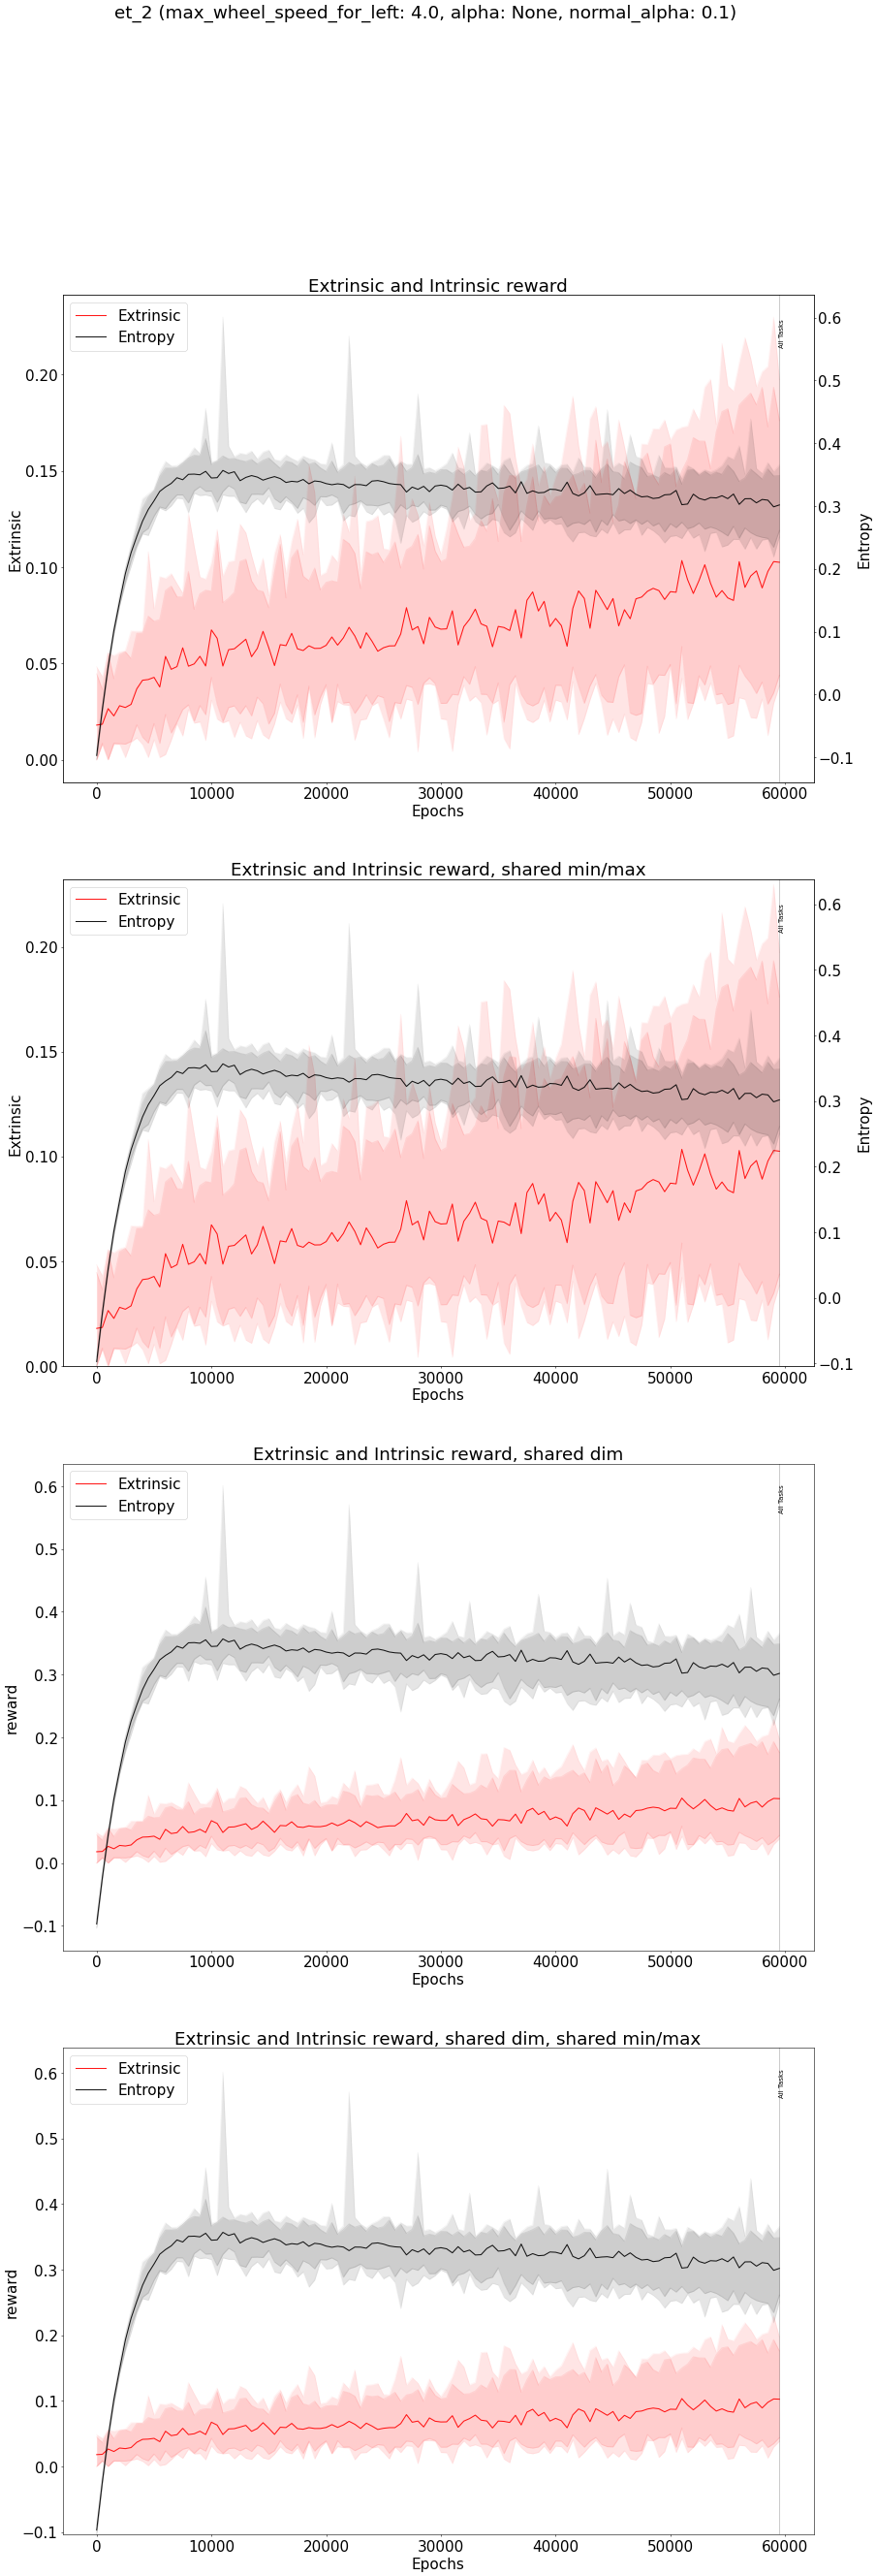 et_2 (max_wheel_speed_for_left: 4.0, alpha: None, normal_alpha: 0.1)
Extrinsic and Intrinsic reward
Extrinsic
Entropy
All Tasks
0.20
0.15
0.10
0.05
0.00
Extrinsic
0.6
0.5
0.4
0.3
0.2
0.1
0.0
−0.1
Entropy
0 10000 20000 30000 40000 50000 60000
Epochs
Extrinsic and Intrinsic reward, shared min/max
Extrinsic
Entropy
All Tasks
0.20
0.15
0.10
0.05
0.00
Extrinsic
0.6
0.5
0.4
0.3
0.2
0.1
0.0
−0.1
Entropy
0 10000 20000 30000 40000 50000 60000
Epochs
Extrinsic and Intrinsic reward, shared dim
Extrinsic
Entropy
All Tasks
0.6
0.5
0.4
0.3
0.2
0.1
0.0
−0.1
reward
0 10000 20000 30000 40000 50000 60000
Epochs
Extrinsic and Intrinsic reward, shared dim, shared min/max
Extrinsic
Entropy
All Tasks
0.6
0.5
0.4
0.3
0.2
0.1
0.0
−0.1
reward
0 10000 20000 30000 40000 50000 60000
Epochs